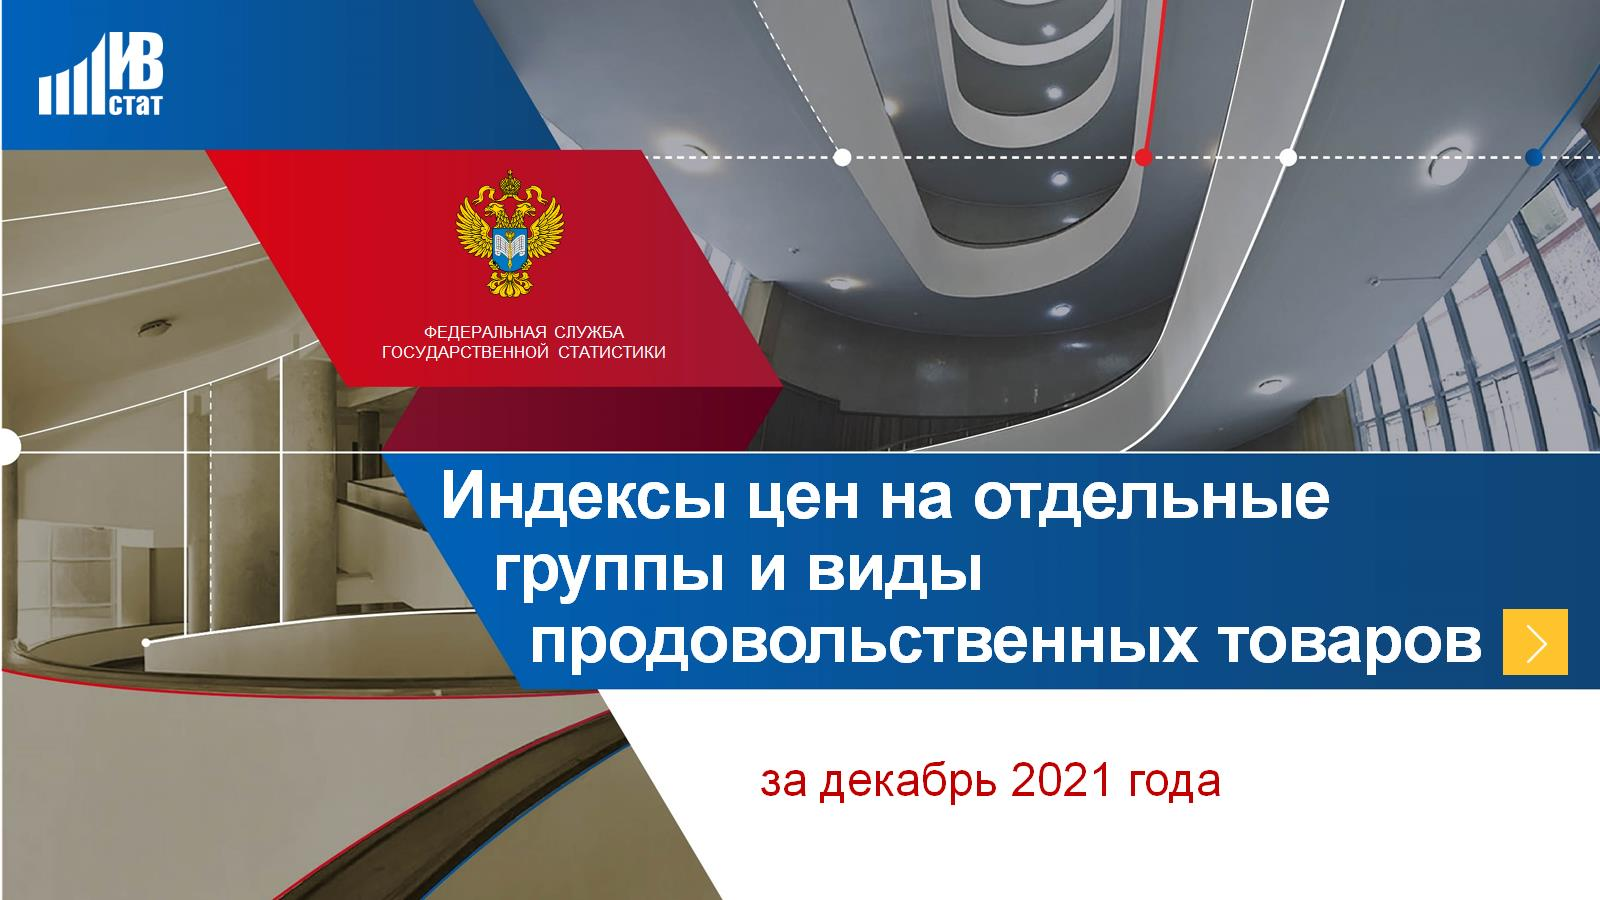 ИВ
стат
ФЕДЕРАЛЬНАЯ СЛУЖБА
ГОСУДАРСТВЕННОЙ СТАТИСТИКИ
Индексы цен на отдельные
группы и виды
продовольственных товаров
за декабрь 2021 года